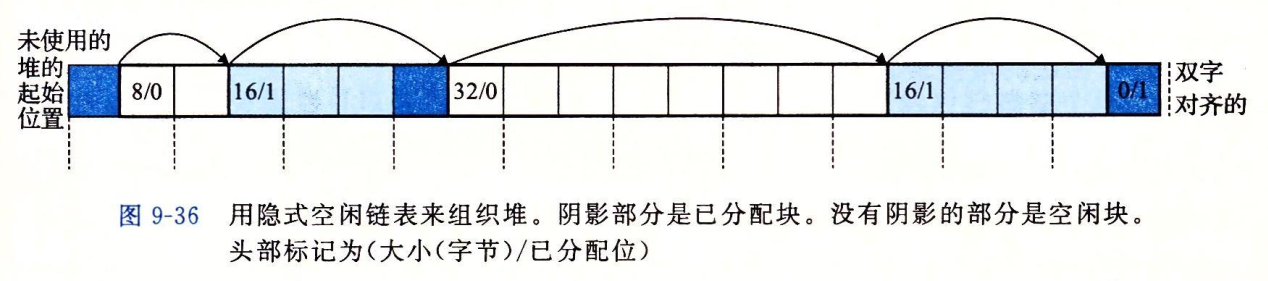 未使用的
堆的
起始
位置
8/0
16/1
32/0
16/1
0/1
双字
对齐的
图 9-36 用隐式空闲链表来组织堆。阴影部分是已分配块。没有阴影的部分是空闲块。
头部标记为(大小(字节)/已分配位)